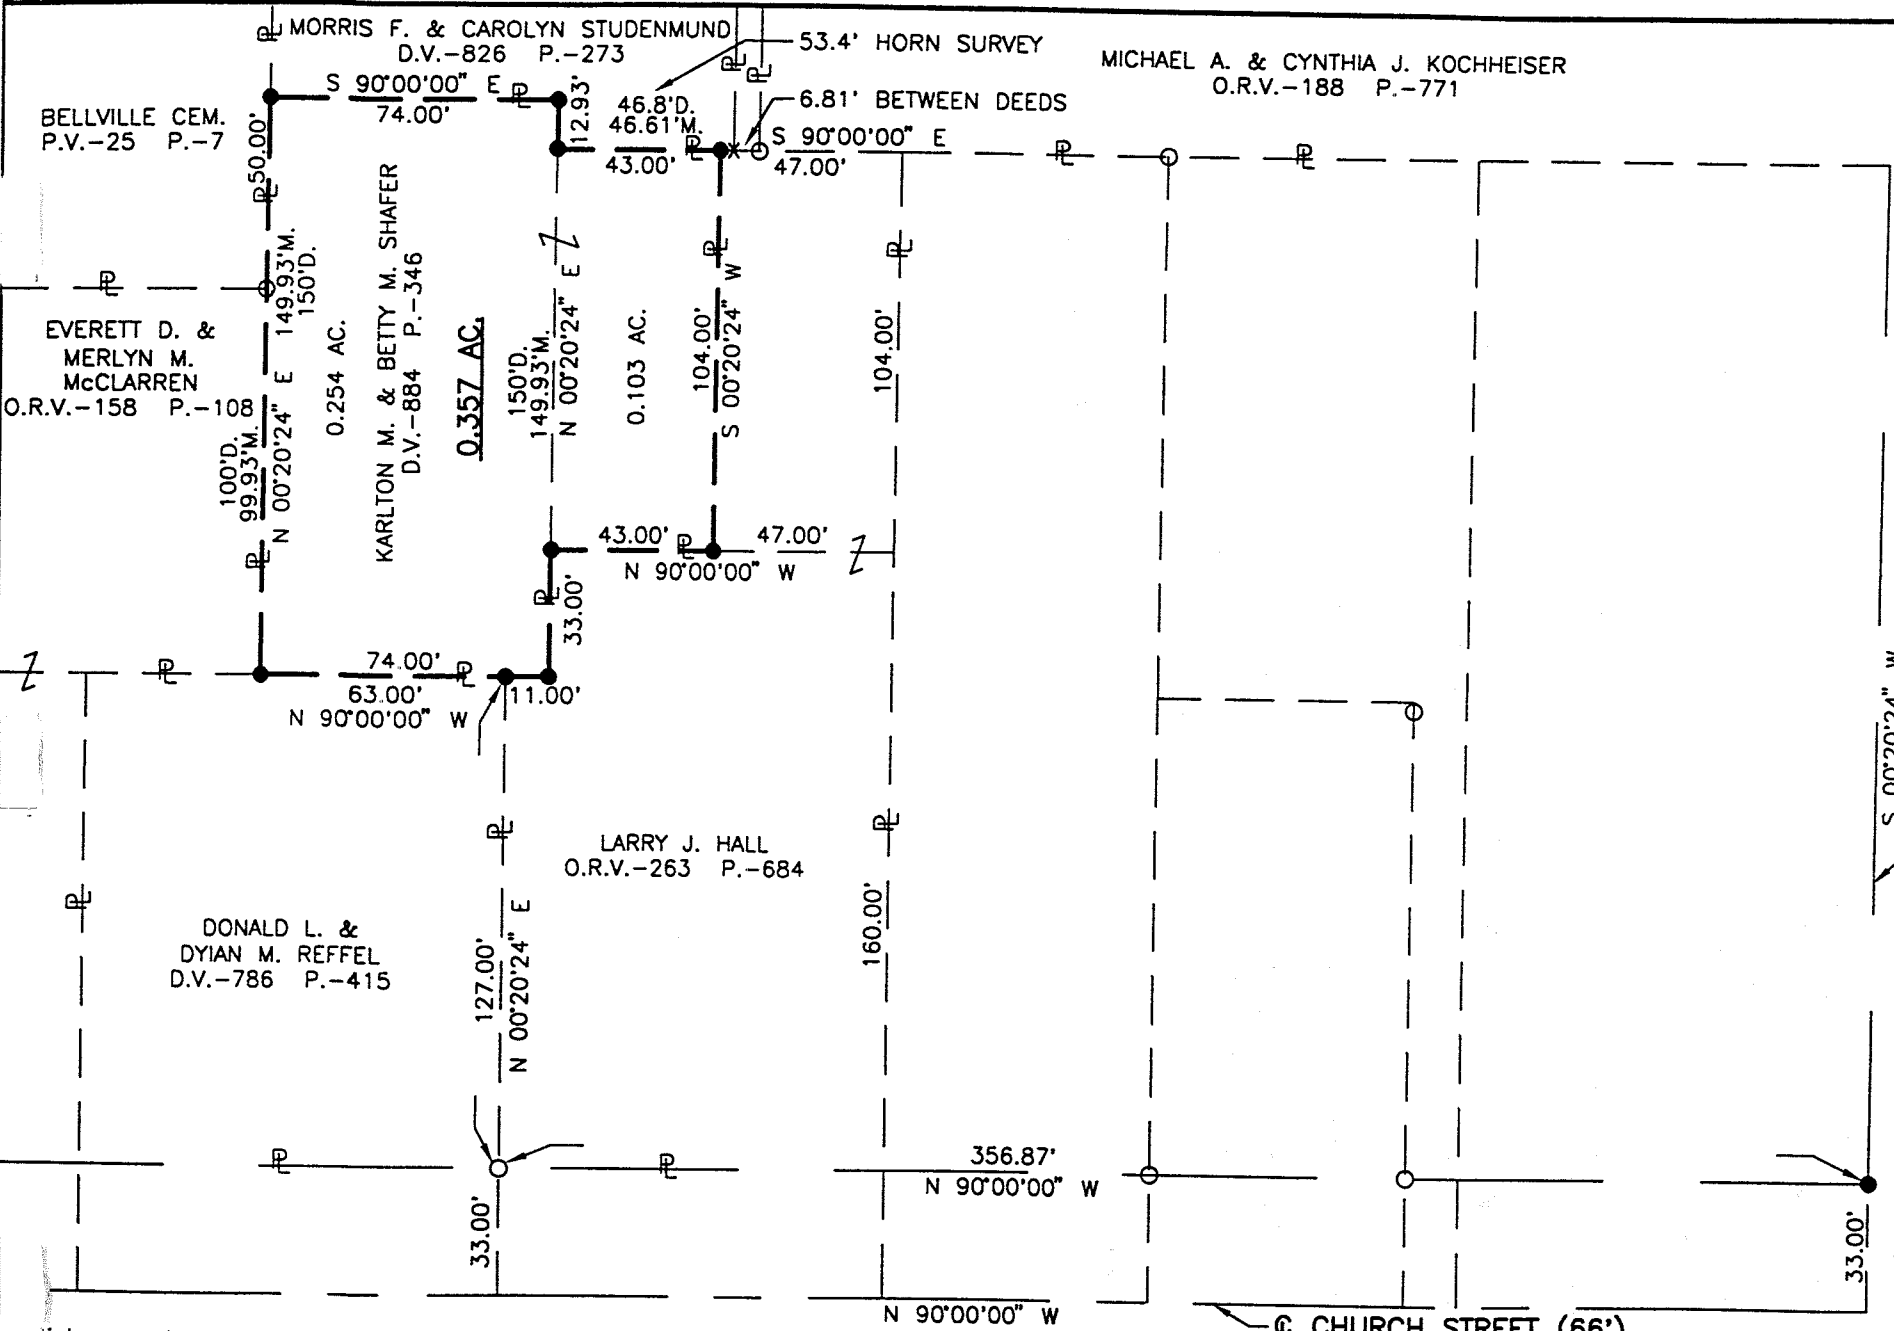 MORRIS F. & CAROLYN STUDENMUND
D.V.-826 P.-273
53.4' HORN SURVEY
MICHAEL A. & CYNTHIA J. KOCHHEISER
O.R.V.-188 P.-771
S 90°00'00" E
74.00'
12.93'
46.8'D.
46.61'M.
6.81' BETWEEN DEEDS
S 90°00'00" E
43.00'
47.00'
BELLVILLE CEM.
P.V.-25 P.-7
50.00'
149.93'M.
150'D.
N 00°20'24" E
EVERETT D. &
MERLYN M.
McCLARREN
O.R.V.-158 P.-108
100'D.
99.93'M.
0.254 AC.
KARLTON M. & BETTY M. SHAFER
D.V.-884 P.-346
0.357 AC.
150'D.
149.93'M.
N 00°20'24" E
0.103 AC.
104.00'
S 00°20'24" W
104.00'
43.00'
47.00'
N 90°00'00" W
33.00'
74.00'
63.00'
11.00'
N 90°00'00" W
S 00°20'24" W
LARRY J. HALL
O.R.V.-263 P.-684
DONALD L. &
DYIAN M. REFFEL
D.V.-786 P.-415
127.00'
N 00°20'24" E
160.00'
356.87'
N 90°00'00" W
33.00'
33.00'
N 90°00'00" W
℄ CHURCH STREET (66')